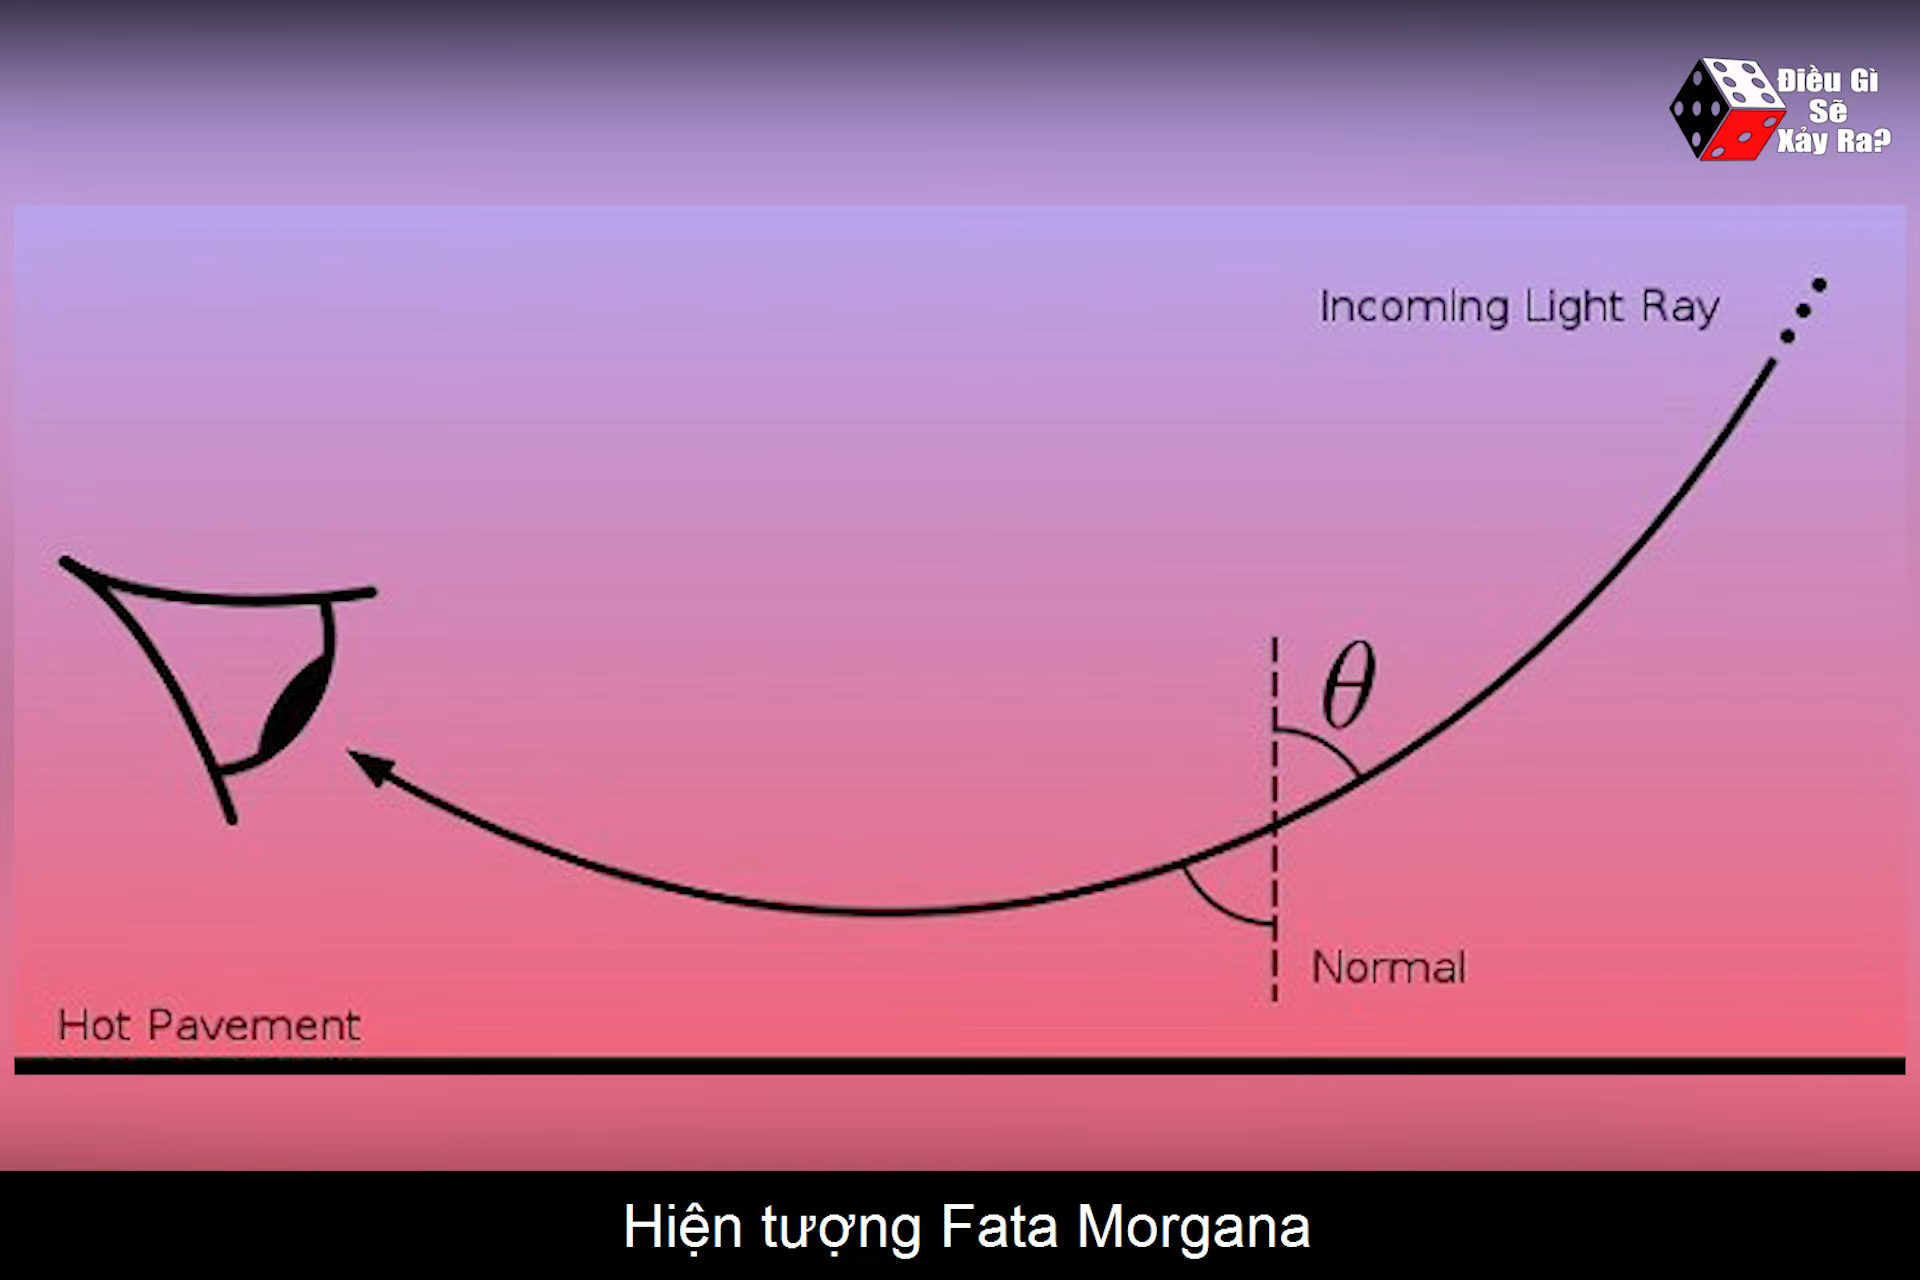 Điều Gì
Sẽ
Xảy Ra?
Incoming Light Ray
θ
Normal
Hot Pavement
Hiện tượng Fata Morgana